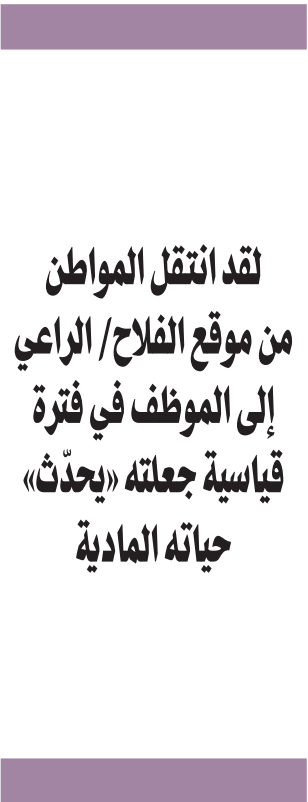 لقد انتقل المواطن
من موقع الفلاح/ الراعي
إلى الموظف في فترة
قياسية جعلته «يحدّث»
حياته المادية